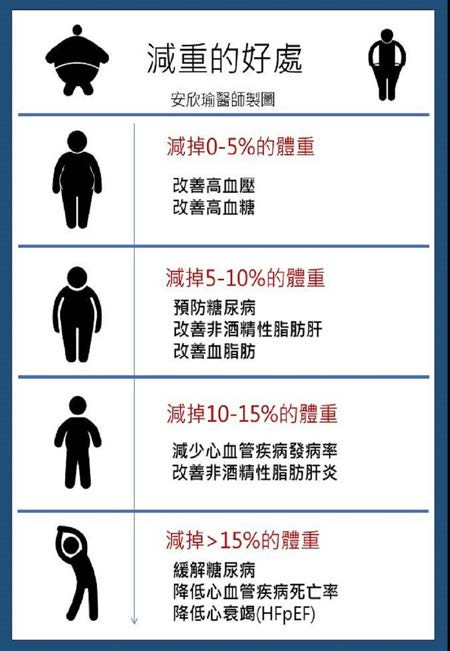 減重的好處
安欣瑜醫師製圖
減掉0-5%的體重
改善高血壓
改善高血糖
減掉5-10%的體重
預防糖尿病
改善非酒精性脂肪肝
改善血脂肪
減掉10-15%的體重
減少心血管疾病發病率
改善非酒精性脂肪肝炎
減掉>15%的體重
緩解糖尿病
降低心血管疾病死亡率
降低心衰竭(HFpEF)